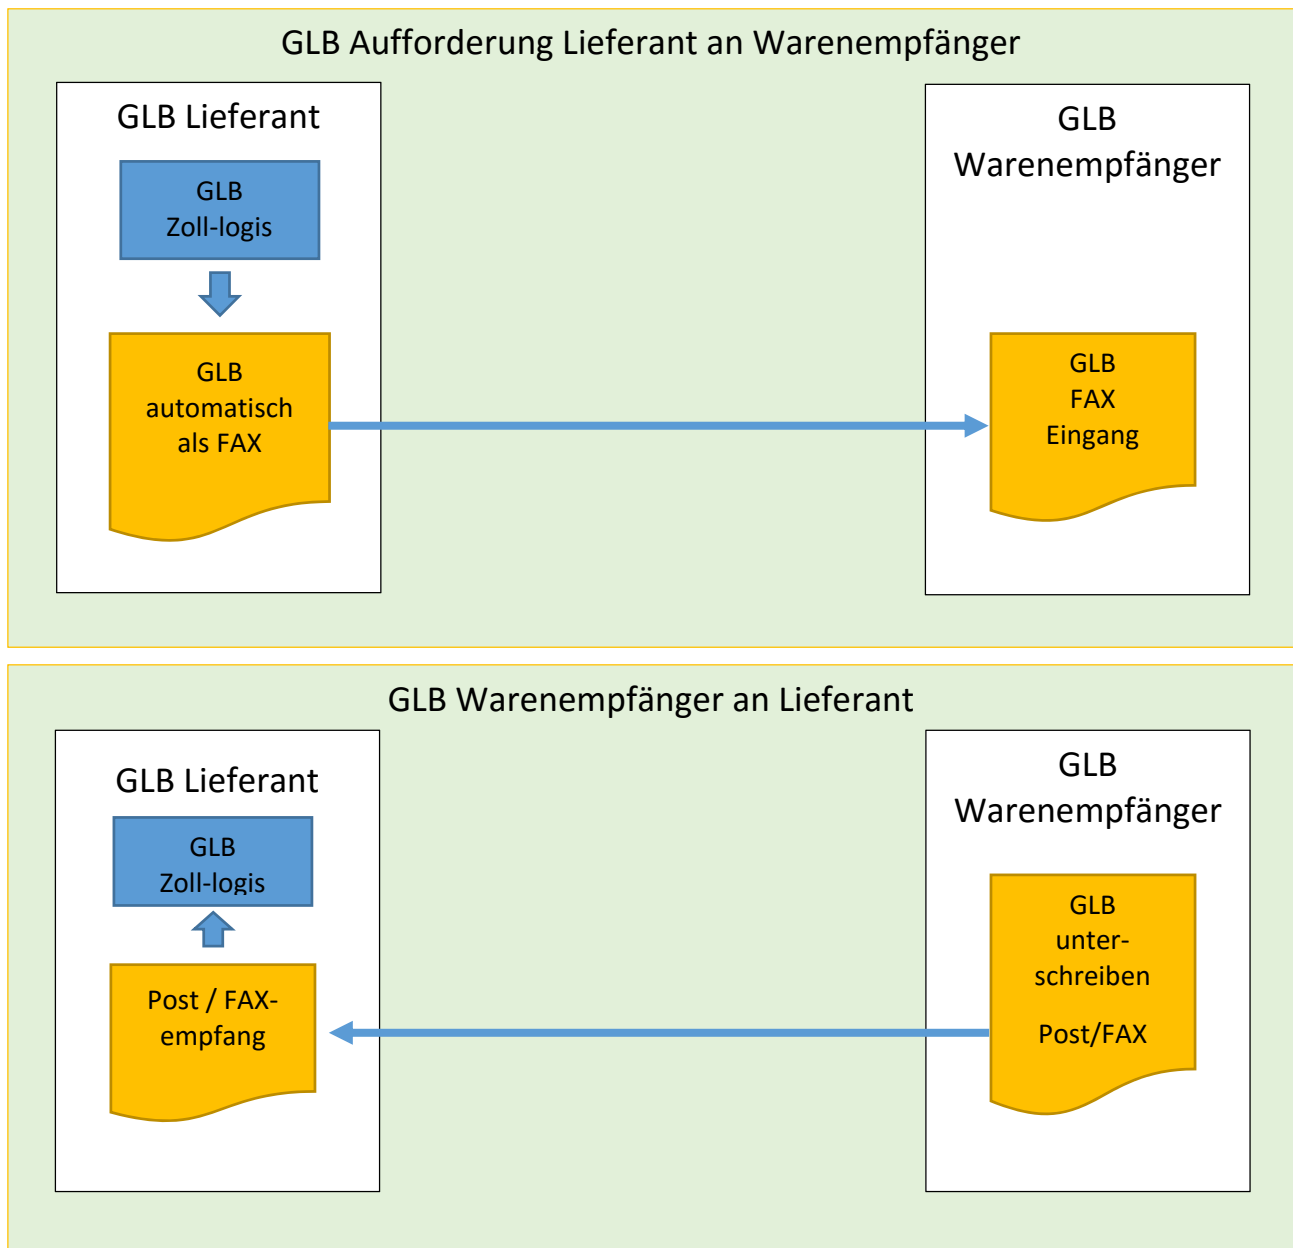 GLB Aufforderung Lieferant an Warenempfänger
GLB Lieferant
GLB
Zoll-logis
GLB
automatisch
als FAX
GLB
Warenempfänger
GLB
FAX
Eingang
GLB Warenempfänger an Lieferant
GLB Lieferant
GLB
Zoll-logis
Post / FAX-
empfang
GLB
Warenempfänger
GLB
unter-
schreiben
Post/FAX